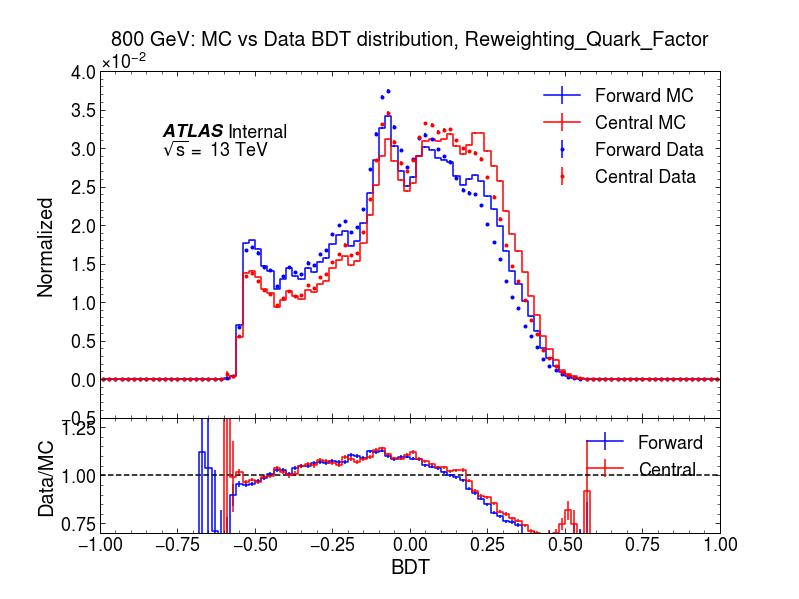 800 GeV: MC vs Data BDT distribution, Reweighting_Quark_Factor
×10⁻²
4.0
3.5
3.0
2.5
2.0
1.5
1.0
0.5
0.0
−0.5
Normalized
ATLAS Internal
√s = 13 TeV
Forward MC
Central MC
Forward Data
Central Data
1.25
1.00
0.75
Data/MC
Forward
Central
−1.00 −0.75 −0.50 −0.25 0.00 0.25 0.50 0.75 1.00
BDT